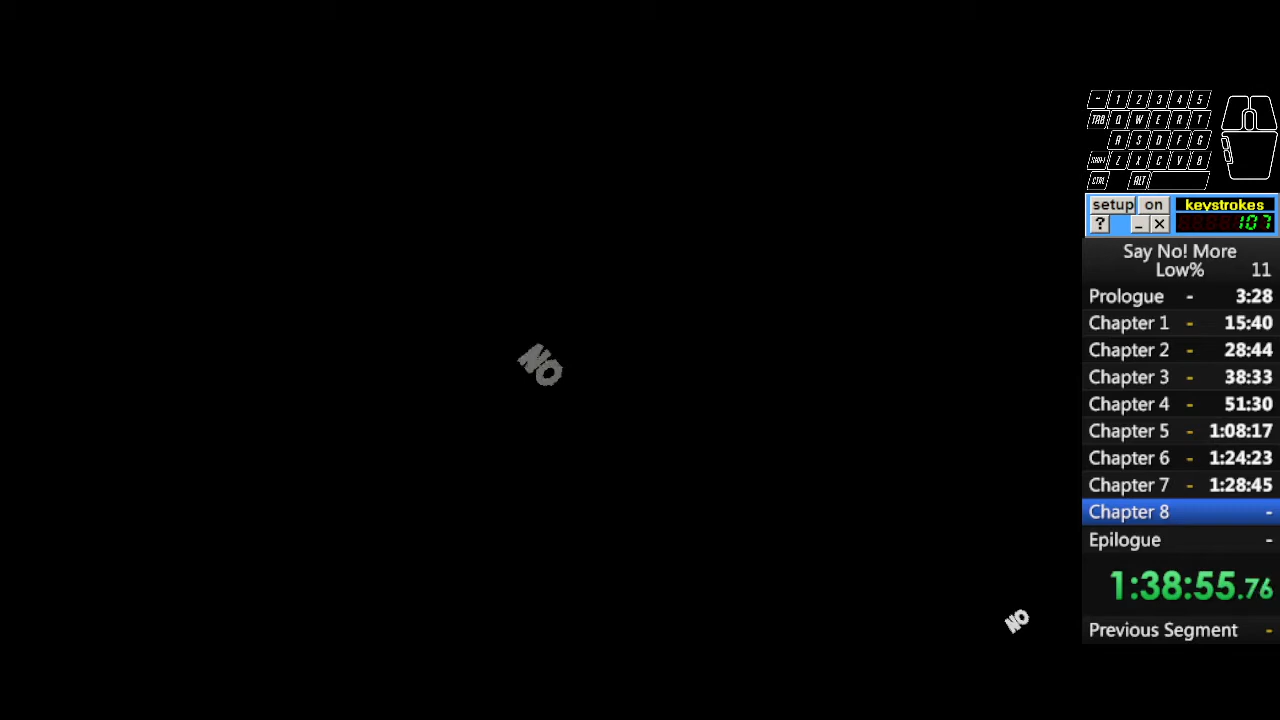 NO
NO
~ 1 2 3 4 5
TAB Q W E R T
A S D F G
SHIFT Z X C V B
CTRL ALT
setup on keystrokes
? _ X 107
Say No! More
Low% 11
Prologue - 3:28
Chapter 1 - 15:40
Chapter 2 - 28:44
Chapter 3 - 38:33
Chapter 4 - 51:30
Chapter 5 - 1:08:17
Chapter 6 - 1:24:23
Chapter 7 - 1:28:45
Chapter 8 -
Epilogue -
1:38:55.76
Previous Segment -